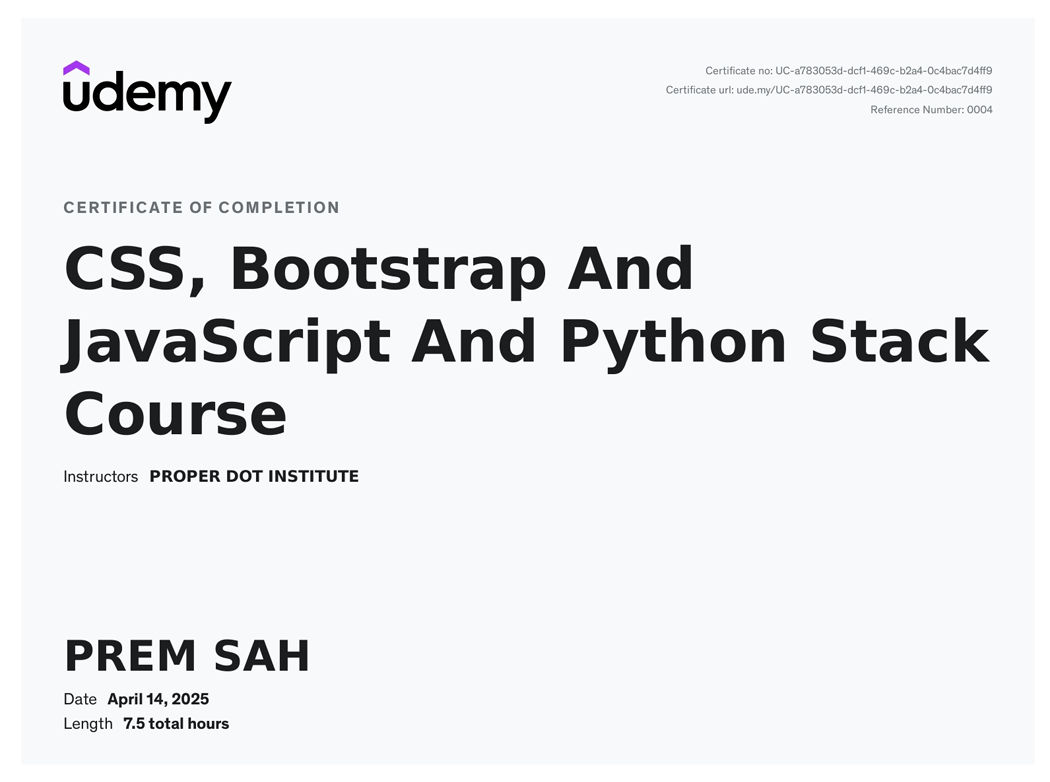 udemy
Certificate no: UC-a783053d-dcf1-469c-b2a4-0c4bac7d4ff9
Certificate url: ude.my/UC-a783053d-dcf1-469c-b2a4-0c4bac7d4ff9
Reference Number: 0004
CERTIFICATE OF COMPLETION
CSS, Bootstrap And
JavaScript And Python Stack
Course
Instructors PROPER DOT INSTITUTE
PREM SAH
Date April 14, 2025
Length 7.5 total hours